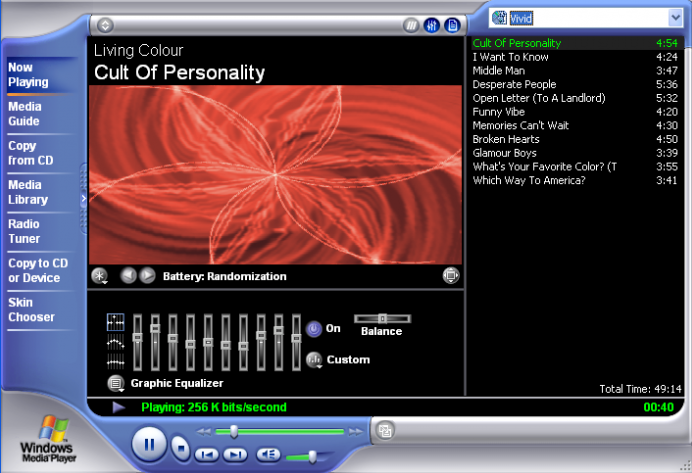 Vivid
Living Colour
Cult Of Personality
Now
Playing
Media
Guide
Copy
from CD
Media
Library
Radio
Tuner
Copy to CD
or Device
Skin
Chooser
Battery: Randomization
On
Balance
Custom
Graphic Equalizer
Cult Of Personality 4:54
I Want To Know 4:24
Middle Man 3:47
Desperate People 5:36
Open Letter (To A Landlord) 5:32
Funny Vibe 4:20
Memories Can't Wait 4:30
Broken Hearts 4:50
Glamour Boys 3:39
What's Your Favorite Color? (T 3:55
Which Way To America? 3:41
Total Time: 49:14
Playing: 256 K bits/second 00:40
Windows
Media Player